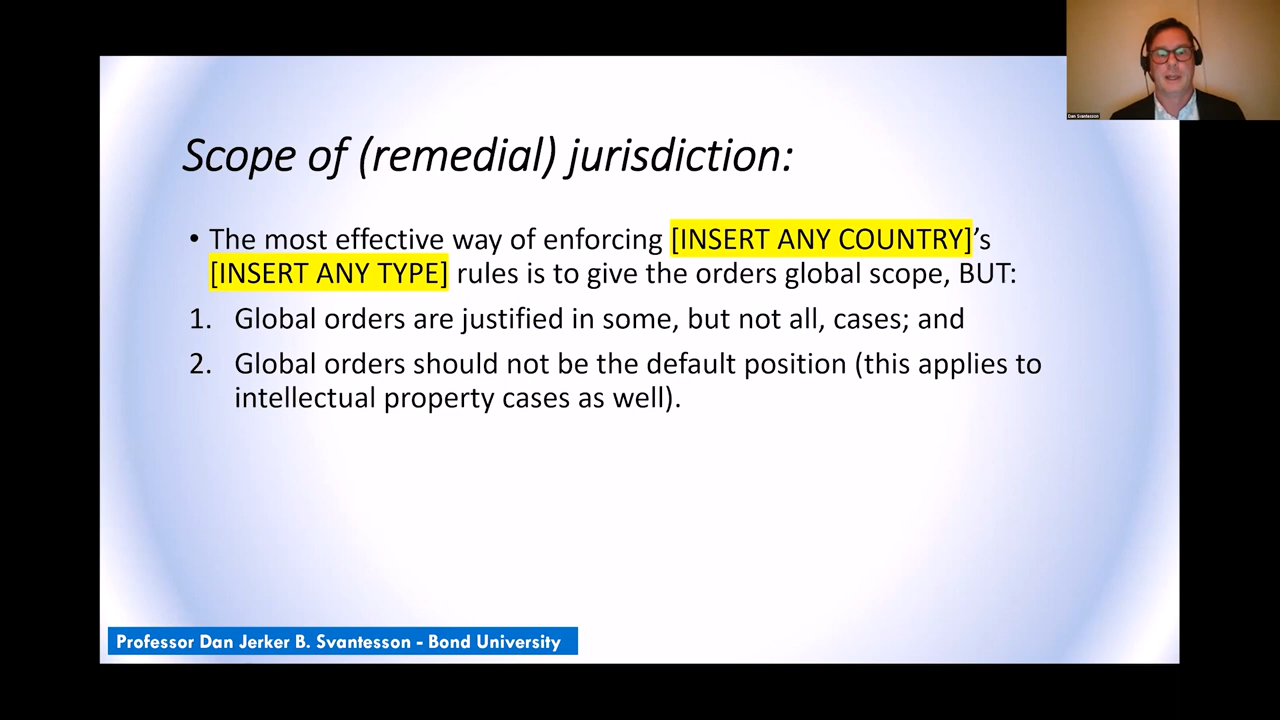 Scope of (remedial) jurisdiction:
• The most effective way of enforcing [INSERT ANY COUNTRY]'s
[INSERT ANY TYPE] rules is to give the orders global scope, BUT:
1. Global orders are justified in some, but not all, cases; and
2. Global orders should not be the default position (this applies to
intellectual property cases as well).
Professor Dan Jerker B. Svantesson - Bond University
Dan Svantesson